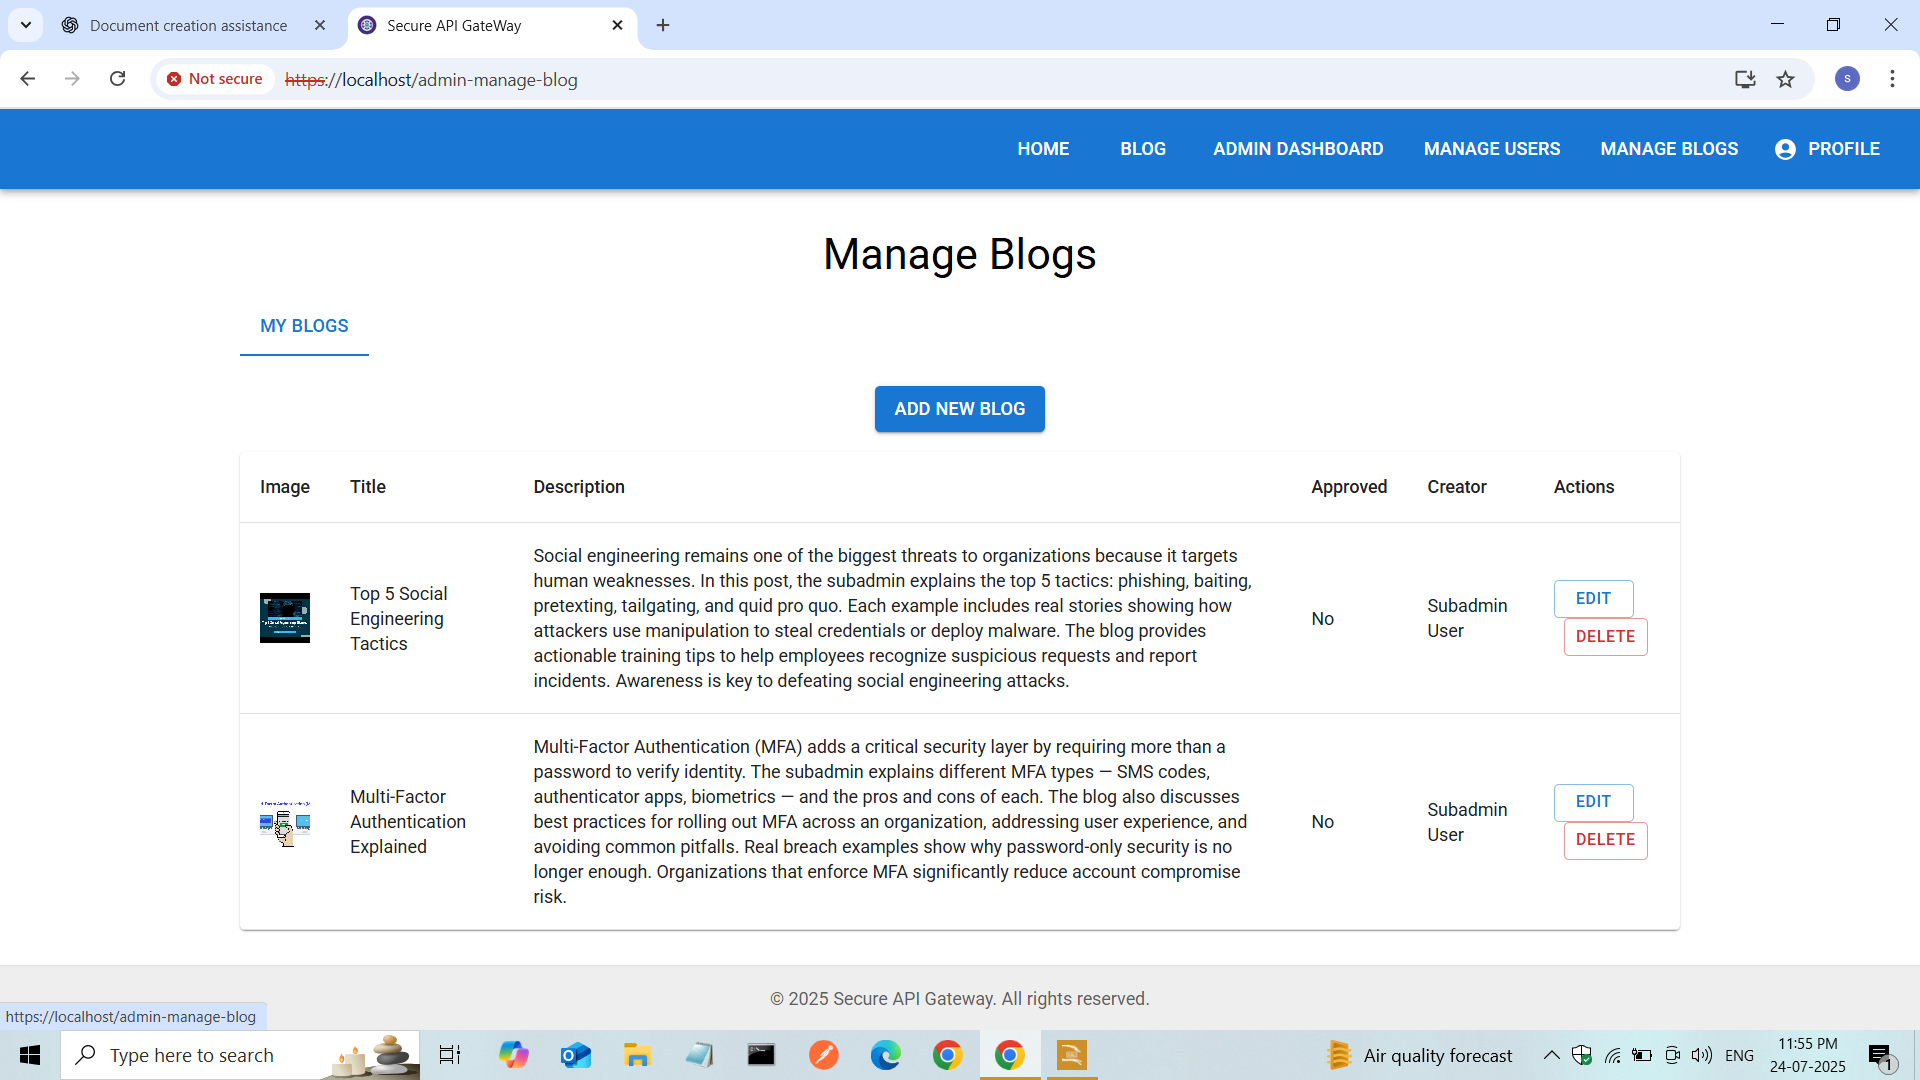 Document creation assistance
Secure API GateWay
Not secure
https://localhost/admin-manage-blog
S
HOME
BLOG
ADMIN DASHBOARD
MANAGE USERS
MANAGE BLOGS
PROFILE
Manage Blogs
MY BLOGS
ADD NEW BLOG
Image Title Description Approved Creator Actions
Top 5 Social
Engineering
Tactics
Social engineering remains one of the biggest threats to organizations because it targets
human weaknesses. In this post, the subadmin explains the top 5 tactics: phishing, baiting,
pretexting, tailgating, and quid pro quo. Each example includes real stories showing how
attackers use manipulation to steal credentials or deploy malware. The blog provides
actionable training tips to help employees recognize suspicious requests and report
incidents. Awareness is key to defeating social engineering attacks.
No
Subadmin
User
EDIT
DELETE
Multi-Factor
Authentication
Explained
Multi-Factor Authentication (MFA) adds a critical security layer by requiring more than a
password to verify identity. The subadmin explains different MFA types — SMS codes,
authenticator apps, biometrics — and the pros and cons of each. The blog also discusses
best practices for rolling out MFA across an organization, addressing user experience, and
avoiding common pitfalls. Real breach examples show why password-only security is no
longer enough. Organizations that enforce MFA significantly reduce account compromise
risk.
No
Subadmin
User
EDIT
DELETE
© 2025 Secure API Gateway. All rights reserved.
https://localhost/admin-manage-blog
Type here to search
Air quality forecast
ENG
11:55 PM
24-07-2025
1